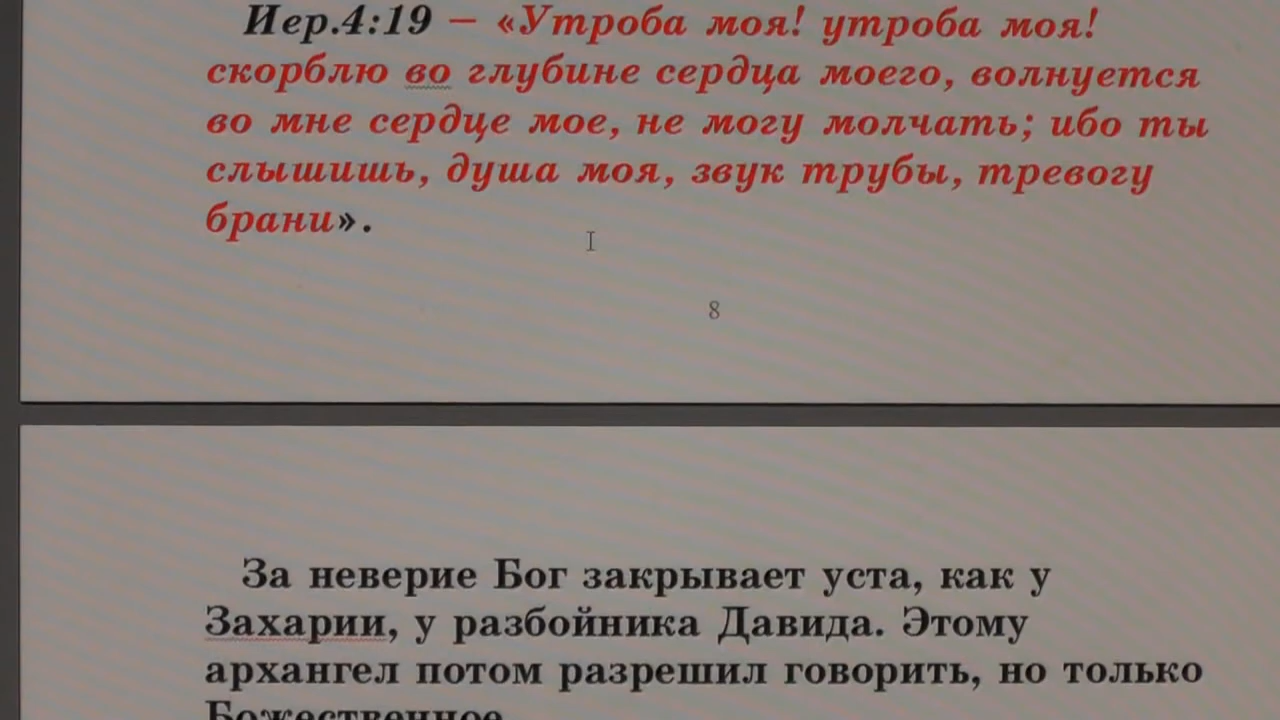 Иер.4:19 – «Утроба моя! утроба моя!
скорблю во глубине сердца моего, волнуется
во мне сердце мое, не могу молчать; ибо ты
слышишь, душа моя, звук трубы, тревогу
брани».
8
За неверие Бог закрывает уста, как у
Захарии, у разбойника Давида. Этому
архангел потом разрешил говорить, но только
Божественное